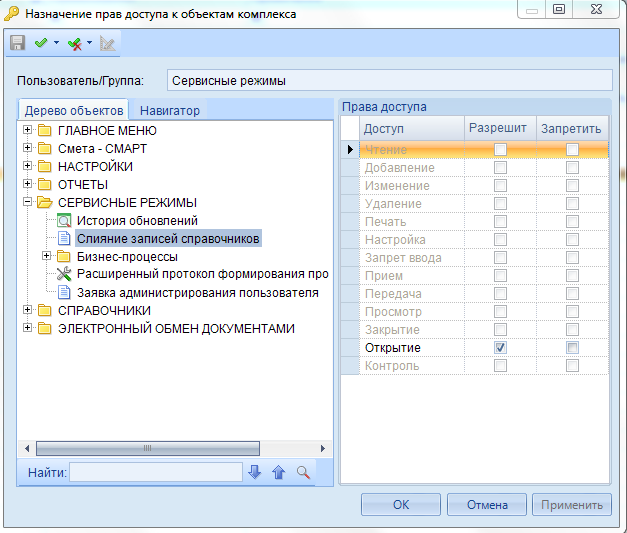 Назначение прав доступа к объектам комплекса
Пользователь/Группа: Сервисные режимы
Дерево объектов Навигатор
ГЛАВНОЕ МЕНЮ
Смета - СМАРТ
НАСТРОЙКИ
ОТЧЕТЫ
СЕРВИСНЫЕ РЕЖИМЫ
История обновлений
Слияние записей справочников
Бизнес-процессы
Расширенный протокол формирования про
Заявка администрирования пользователя
СПРАВОЧНИКИ
ЭЛЕКТРОННЫЙ ОБМЕН ДОКУМЕНТАМИ
Найти:
Права доступа
Доступ Разрешит Запретить
Чтение
Добавление
Изменение
Удаление
Печать
Настройка
Запрет ввода
Прием
Передача
Просмотр
Закрытие
Открытие
Контроль
ОК Отмена Применить